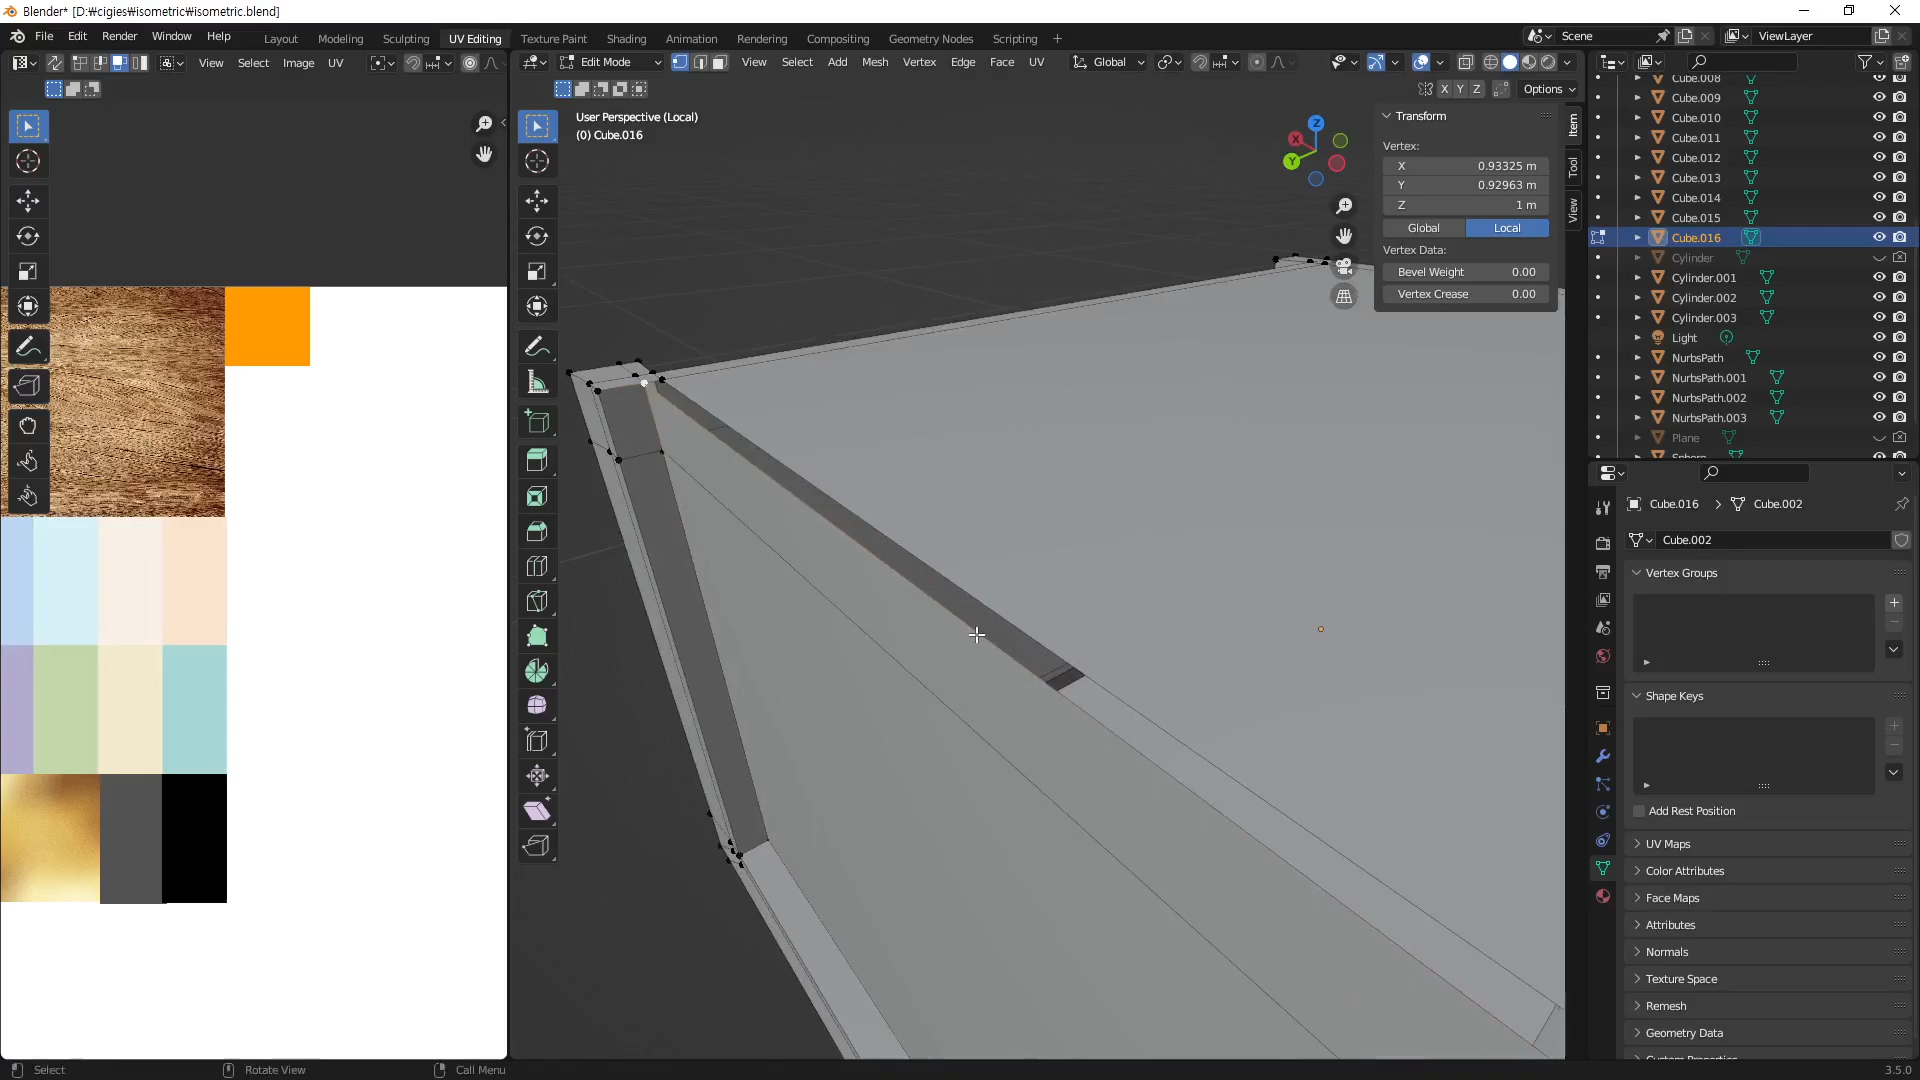 Blender* [D:￦cigies￦isometric￦isometric.blend]
File Edit Render Window Help
Layout Modeling Sculpting UV Editing Texture Paint Shading Animation Rendering Compositing Geometry Nodes Scripting +
Scene
ViewLayer
View Select Image UV
Edit Mode
View Select Add Mesh Vertex Edge Face UV
Global
X Y Z
Options
User Perspective (Local)
(0) Cube.016
Z
X
Y
Transform
Vertex:
X 0.93325 m
Y 0.92963 m
Z 1 m
Global Local
Vertex Data:
Bevel Weight 0.00
Vertex Crease 0.00
Item
Tool
View
Cube.008
Cube.009
Cube.010
Cube.011
Cube.012
Cube.013
Cube.014
Cube.015
Cube.016
Cylinder
Cylinder.001
Cylinder.002
Cylinder.003
Light
NurbsPath
NurbsPath.001
NurbsPath.002
NurbsPath.003
Plane
Sphere
Cube.016 > Cube.002
Cube.002
Vertex Groups
Shape Keys
Add Rest Position
UV Maps
Color Attributes
Face Maps
Attributes
Normals
Texture Space
Remesh
Geometry Data
Custom Properties
Select
Rotate View
Call Menu
3.5.0